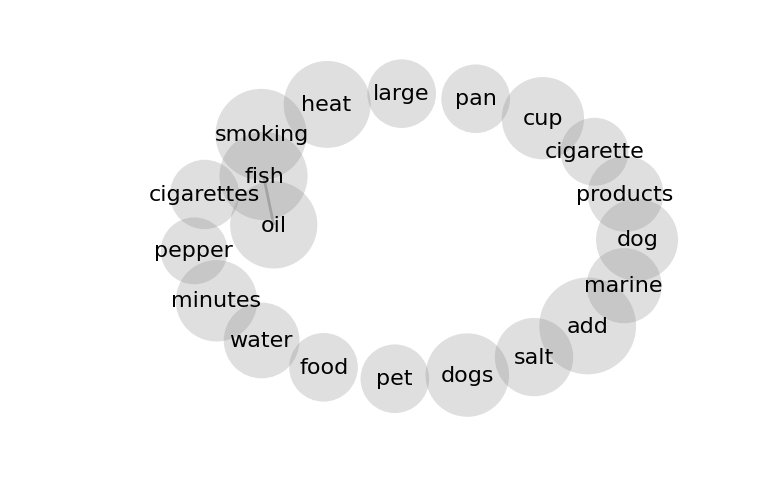 large
pan
heat
cup
smoking
cigarette
fish
cigarettes
products
oil
dog
pepper
marine
minutes
add
water
salt
food
pet
dogs